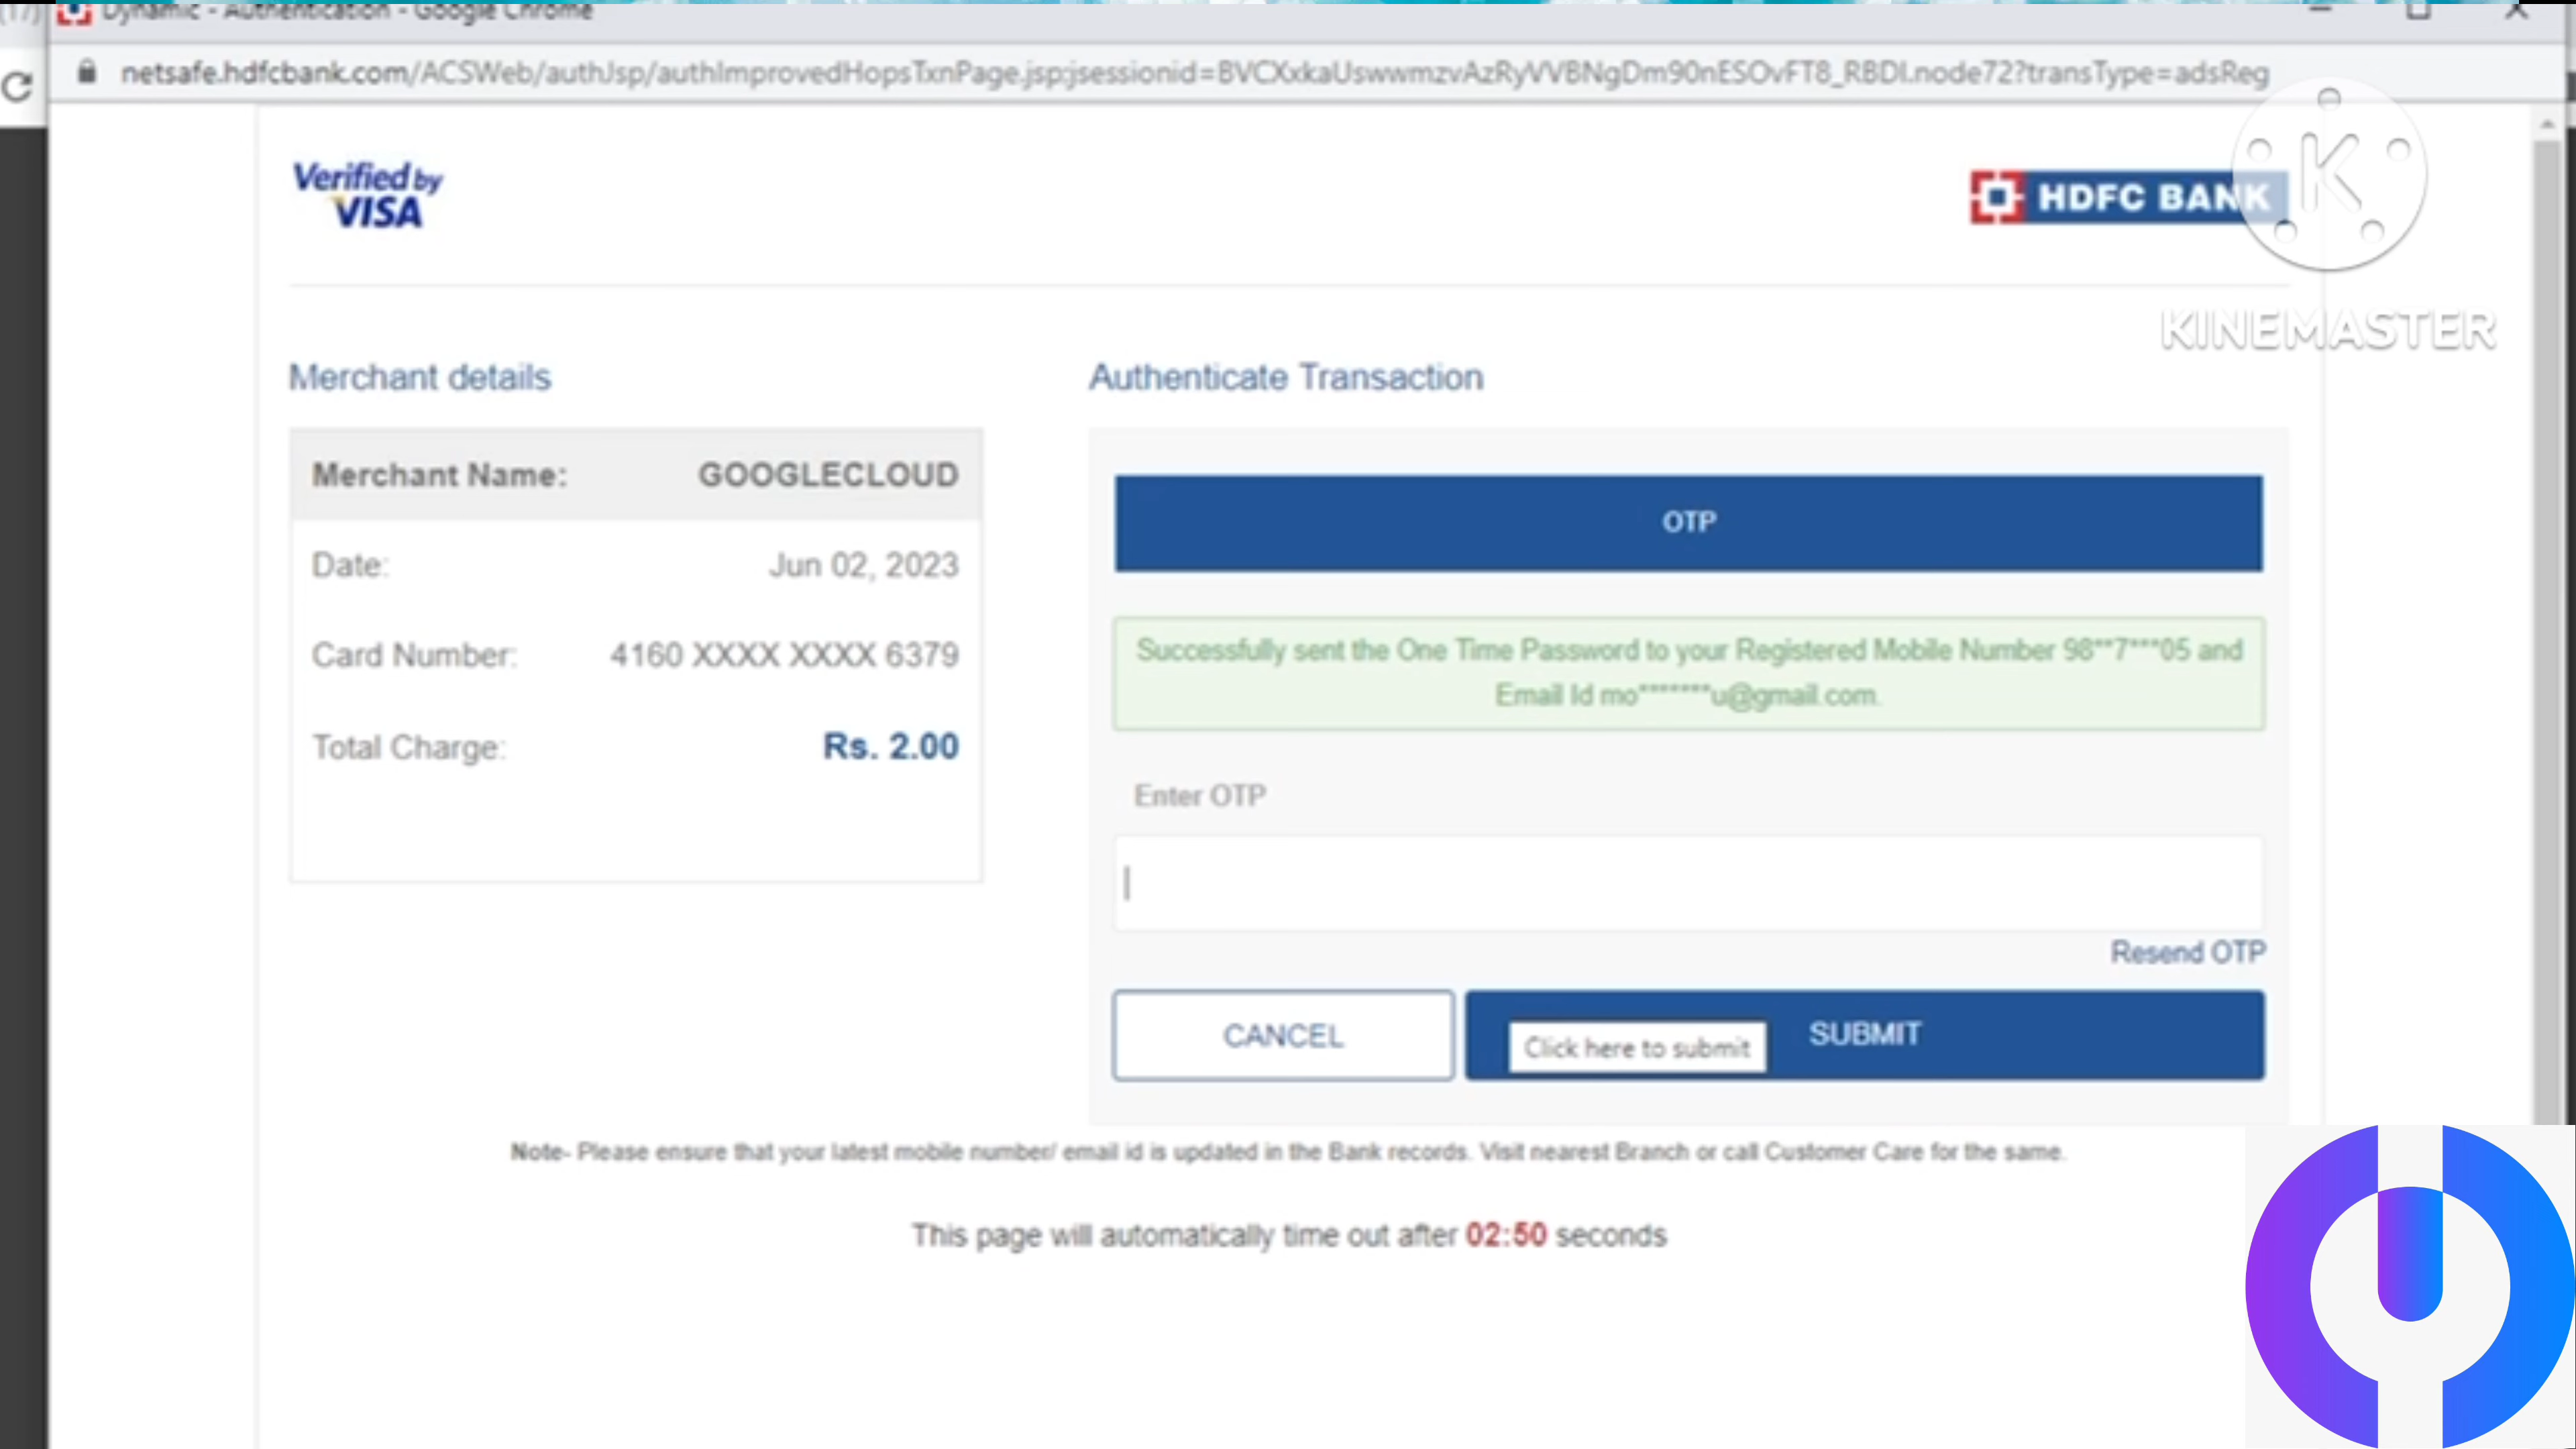 Dynamic - Authentication - Google Chrome
netsafe.hdfcbank.com/ACSWeb/authJsp/authImprovedHopsTxnPage.jsp;jsessionid=BVCXxkaUswwmzvAzRyVVBNgDm90nESOvFT8_RBDI.node72?transType=adsReg
Verified by
VISA
HDFC BANK
K
KINEMASTER
Merchant details
Merchant Name: GOOGLECLOUD
Date: Jun 02, 2023
Card Number: 4160 XXXX XXXX 6379
Total Charge: Rs. 2.00
Authenticate Transaction
OTP
Successfully sent the One Time Password to your Registered Mobile Number 98**7***05 and
Email Id mo*******u@gmail.com.
Enter OTP
Resend OTP
CANCEL
Click here to submit
SUBMIT
Note- Please ensure that your latest mobile number/ email id is updated in the Bank records. Visit nearest Branch or call Customer Care for the same.
This page will automatically time out after 02:50 seconds